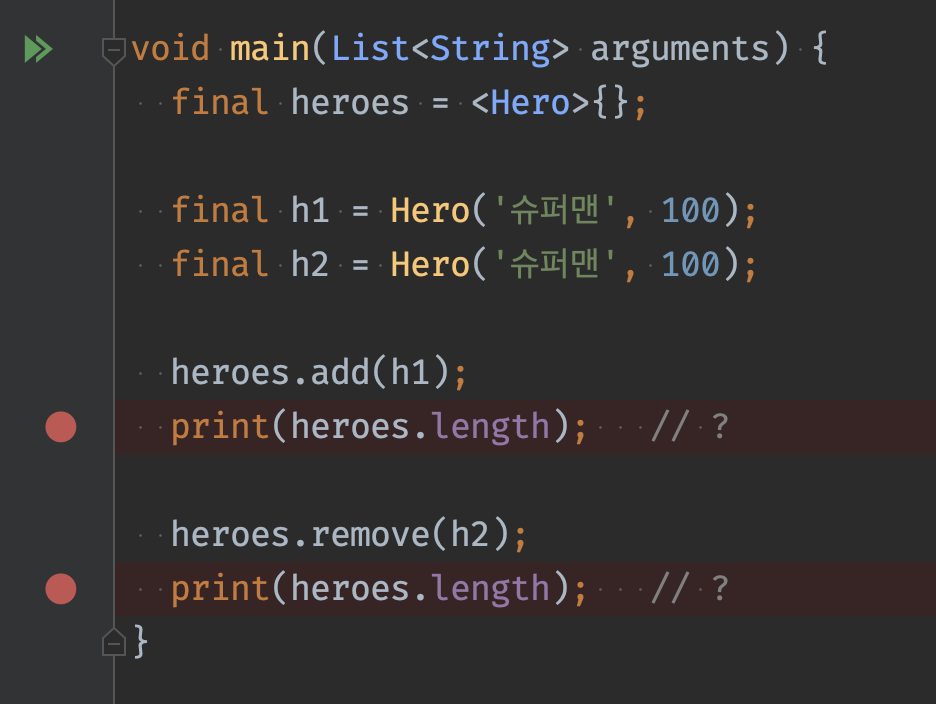 void main(List<String> arguments) {
  final heroes = <Hero>{};

  final h1 = Hero('슈퍼맨', 100);
  final h2 = Hero('슈퍼맨', 100);

  heroes.add(h1);
  print(heroes.length);   // ?

  heroes.remove(h2);
  print(heroes.length);   // ?
}